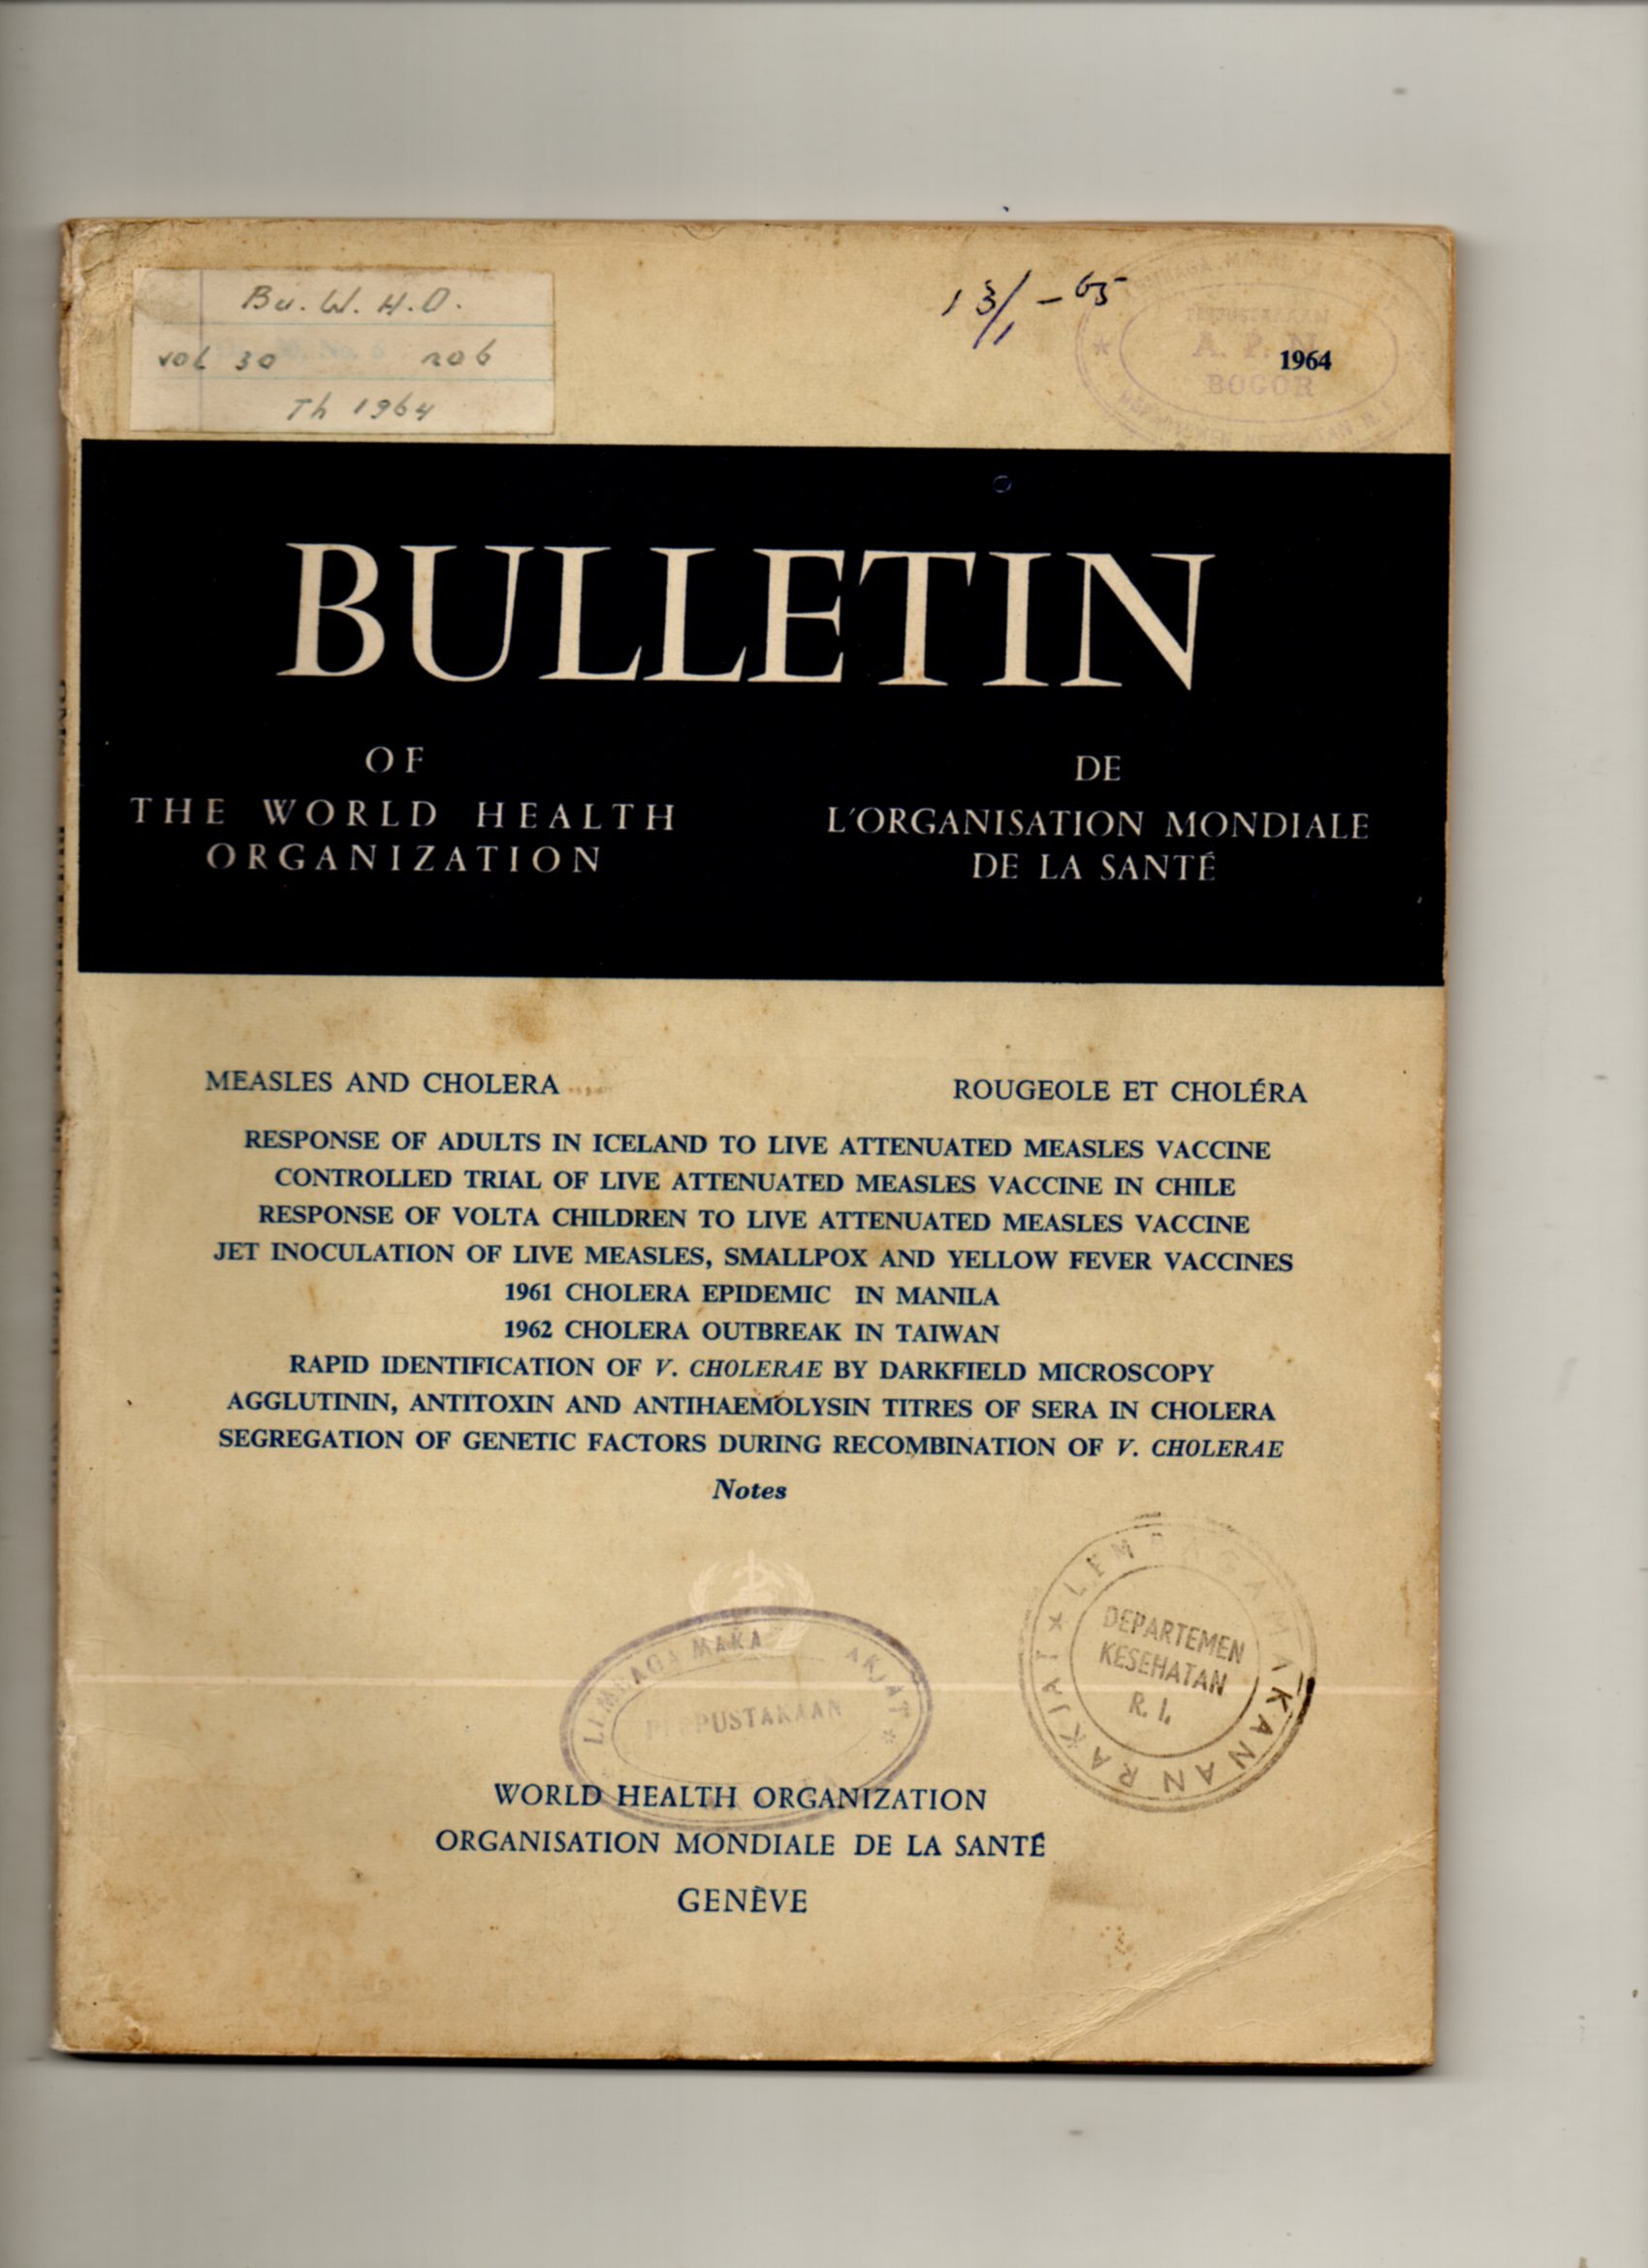 Bu. W. H. O.
vol 30 no 6
Th 1964
13/1 - 65
A. P. N.
BOGOR
1964
BULLETIN
OF
THE WORLD HEALTH
ORGANIZATION
DE
L'ORGANISATION MONDIALE
DE LA SANTÉ
MEASLES AND CHOLERA
ROUGEOLE ET CHOLÉRA
RESPONSE OF ADULTS IN ICELAND TO LIVE ATTENUATED MEASLES VACCINE
CONTROLLED TRIAL OF LIVE ATTENUATED MEASLES VACCINE IN CHILE
RESPONSE OF VOLTA CHILDREN TO LIVE ATTENUATED MEASLES VACCINE
JET INOCULATION OF LIVE MEASLES, SMALLPOX AND YELLOW FEVER VACCINES
1961 CHOLERA EPIDEMIC IN MANILA
1962 CHOLERA OUTBREAK IN TAIWAN
RAPID IDENTIFICATION OF V. CHOLERAE BY DARKFIELD MICROSCOPY
AGGLUTININ, ANTITOXIN AND ANTIHAEMOLYSIN TITRES OF SERA IN CHOLERA
SEGREGATION OF GENETIC FACTORS DURING RECOMBINATION OF V. CHOLERAE
Notes
LEMBAGA MAKANAN RAKJAT
DEPARTEMEN
KESEHATAN
R. I.
LEMBAGA
PERPUSTAKAAN
WORLD HEALTH ORGANIZATION
ORGANISATION MONDIALE DE LA SANTÉ
GENÈVE